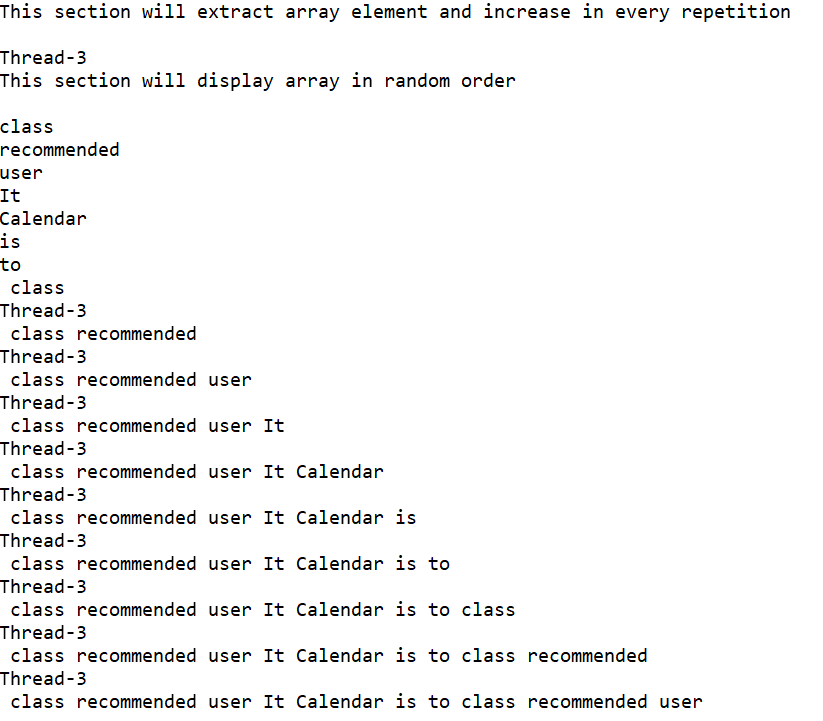 This section will extract array element and increase in every repetition
Thread-3
This section will display array in random order
class
recommended
user
It
Calendar
is
to
class
Thread-3
class recommended
Thread-3
class recommended user
Thread-3
class recommended user It
Thread-3
class recommended user It Calendar
Thread-3
class recommended user It Calendar is
Thread-3
class recommended user It Calendar is to
Thread-3
class recommended user It Calendar is to class
Thread-3
class recommended user It Calendar is to class recommended
Thread-3
class recommended user It Calendar is to class recommended user